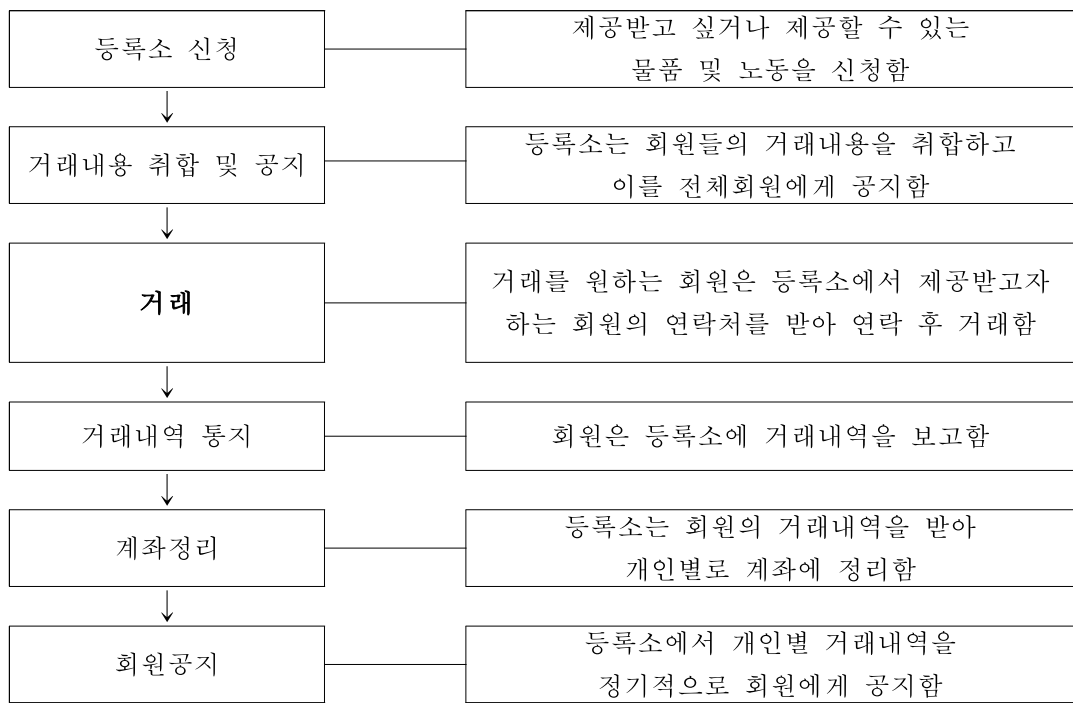 등록소 신청
제공받고 싶거나 제공할 수 있는
물품 및 노동을 신청함
거래내용 취합 및 공지
등록소는 회원들의 거래내용을 취합하고
이를 전체회원에게 공지함
거래
거래를 원하는 회원은 등록소에서 제공받고자
하는 회원의 연락처를 받아 연락 후 거래함
거래내역 통지
회원은 등록소에 거래내역을 보고함
계좌정리
등록소는 회원의 거래내역을 받아
개인별로 계좌에 정리함
회원공지
등록소에서 개인별 거래내역을
정기적으로 회원에게 공지함